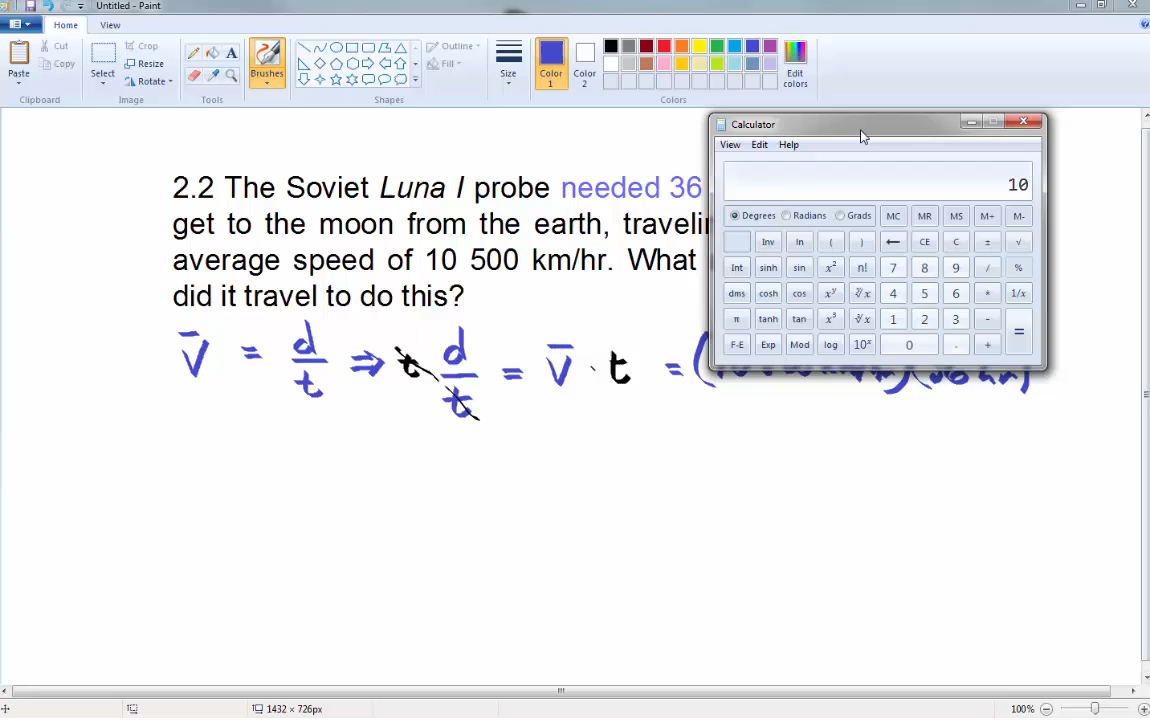 Untitled - Paint
Home View
Paste Cut Copy Clipboard
Select Crop Resize Rotate Image
Tools
Brushes
Outline Fill Shapes
Size
Color 1 Color 2 Edit colors Colors
2.2 The Soviet Luna I probe needed 36
get to the moon from the earth,
average speed of 10 500 km/hr. What
did it travel to do this?
V̄ = d/t ⇒ t d/t = V̄ · t = (
Calculator
View Edit Help
10
Degrees Radians Grads MC MR MS M+ M-
Inv ln ( ) ← CE C ± √
Int sinh sin x² n! 7 8 9 / %
dms cosh cos xʸ ʸ√x 4 5 6 * 1/x
π tanh tan x³ ³√x 1 2 3 - =
F-E Exp Mod log 10ˣ 0 . +
1432 × 726px
100%